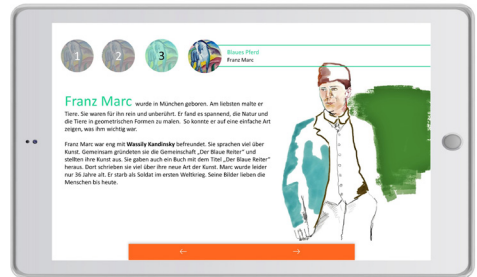 1 2 3
Blaues Pferd
Franz Marc
Franz Marc wurde in München geboren. Am liebsten malte er
Tiere. Sie waren für ihn rein und unberührt. Er fand es spannend, die Natur und
die Tiere in geometrischen Formen zu malen. So konnte er auf eine einfache Art
zeigen, was ihm wichtig war.
Franz Marc war eng mit Wassily Kandinsky befreundet. Sie sprachen viel über
Kunst. Gemeinsam gründeten sie die Gemeinschaft „Der Blaue Reiter" und
stellten ihre Kunst aus. Sie gaben auch ein Buch mit dem Titel „Der Blaue Reiter"
heraus. Dort schrieben sie viel über ihre neue Art der Kunst. Marc wurde leider
nur 36 Jahre alt. Er starb als Soldat im ersten Weltkrieg. Seine Bilder lieben die
Menschen bis heute.